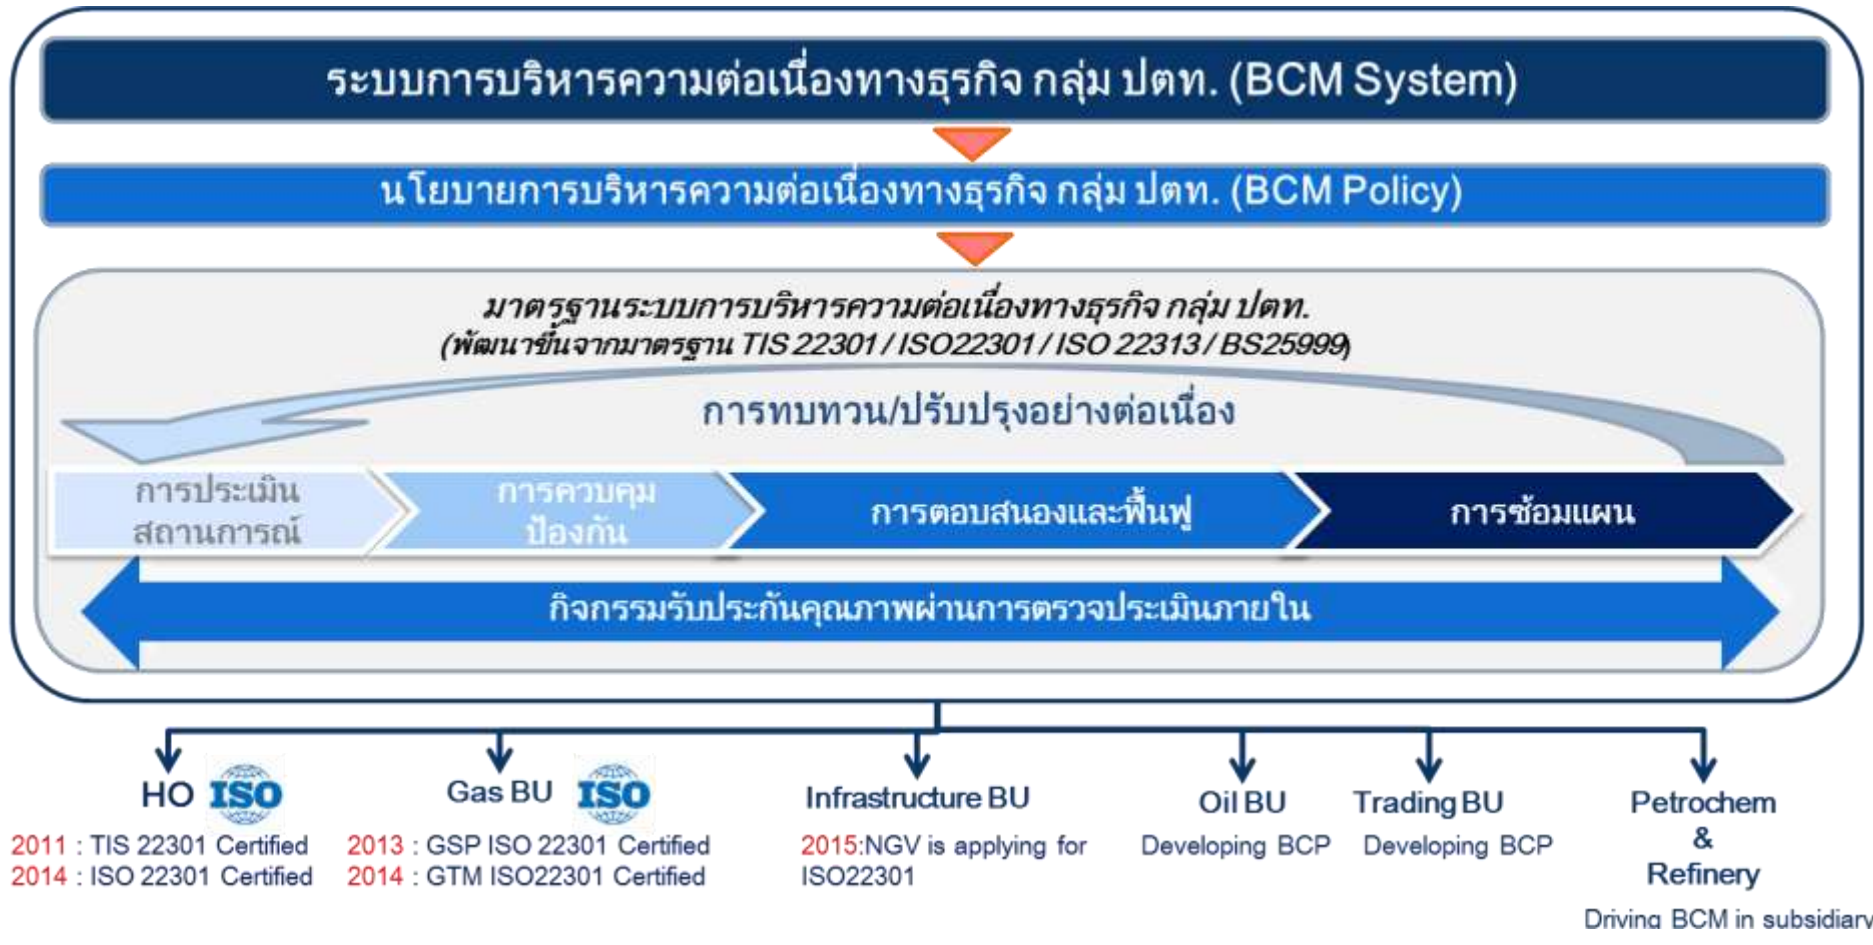 ระบบการบริหารความต่อเนื่องทางธุรกิจ กลุ่ม ปตท. (BCM System)
นโยบายการบริหารความต่อเนื่องทางธุรกิจ กลุ่ม ปตท. (BCM Policy)
มาตรฐานระบบการบริหารความต่อเนื่องทางธุรกิจ กลุ่ม ปตท.
(พัฒนาขึ้นจากมาตรฐาน TIS 22301 / ISO22301 / ISO 22313 / BS25999)
การทบทวน/ปรับปรุงอย่างต่อเนื่อง
การประเมิน
สถานการณ์
การควบคุม
ป้องกัน
การตอบสนองและฟื้นฟู
การซ้อมแผน
กิจกรรมรับประกันคุณภาพผ่านการตรวจประเมินภายใน
HO ISO
2011 : TIS 22301 Certified
2014 : ISO 22301 Certified
Gas BU ISO
2013 : GSP ISO 22301 Certified
2014 : GTM ISO22301 Certified
Infrastructure BU
2015:NGV is applying for
ISO22301
Oil BU
Developing BCP
Trading BU
Developing BCP
Petrochem
&
Refinery
Driving BCM in subsidiary